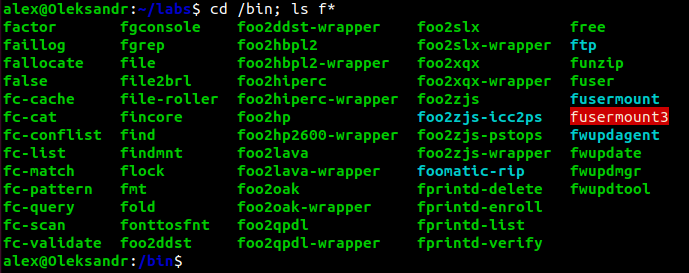 alex@Oleksandr:~/labs$ cd /bin; ls f*
factor fgconsole foo2ddst-wrapper foo2slx free
faillog fgrep foo2hbpl2 foo2slx-wrapper ftp
fallocate file foo2hbpl2-wrapper foo2xqx funzip
false file2brl foo2hiperc foo2xqx-wrapper fuser
fc-cache file-roller foo2hiperc-wrapper foo2zjs fusermount
fc-cat fincore foo2hp foo2zjs-icc2ps fusermount3
fc-conflist find foo2hp2600-wrapper foo2zjs-pstops fwupdagent
fc-list findmnt foo2lava foo2zjs-wrapper fwupdate
fc-match flock foo2lava-wrapper foomatic-rip fwupdmgr
fc-pattern fmt foo2oak fprintd-delete fwupdtool
fc-query fold foo2oak-wrapper fprintd-enroll
fc-scan fonttosfnt foo2qpdl fprintd-list
fc-validate foo2ddst foo2qpdl-wrapper fprintd-verify
alex@Oleksandr:/bin$